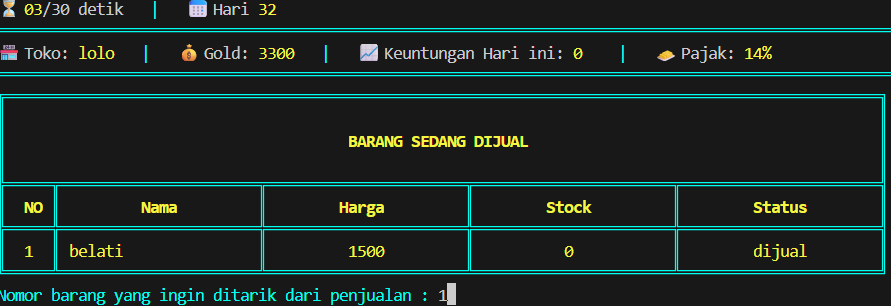 03/30 detik | Hari 32
Toko: lolo | Gold: 3300 | Keuntungan Hari ini: 0 | Pajak: 14%
BARANG SEDANG DIJUAL
NO Nama Harga Stock Status
1 belati 1500 0 dijual
Nomor barang yang ingin ditarik dari penjualan : 1